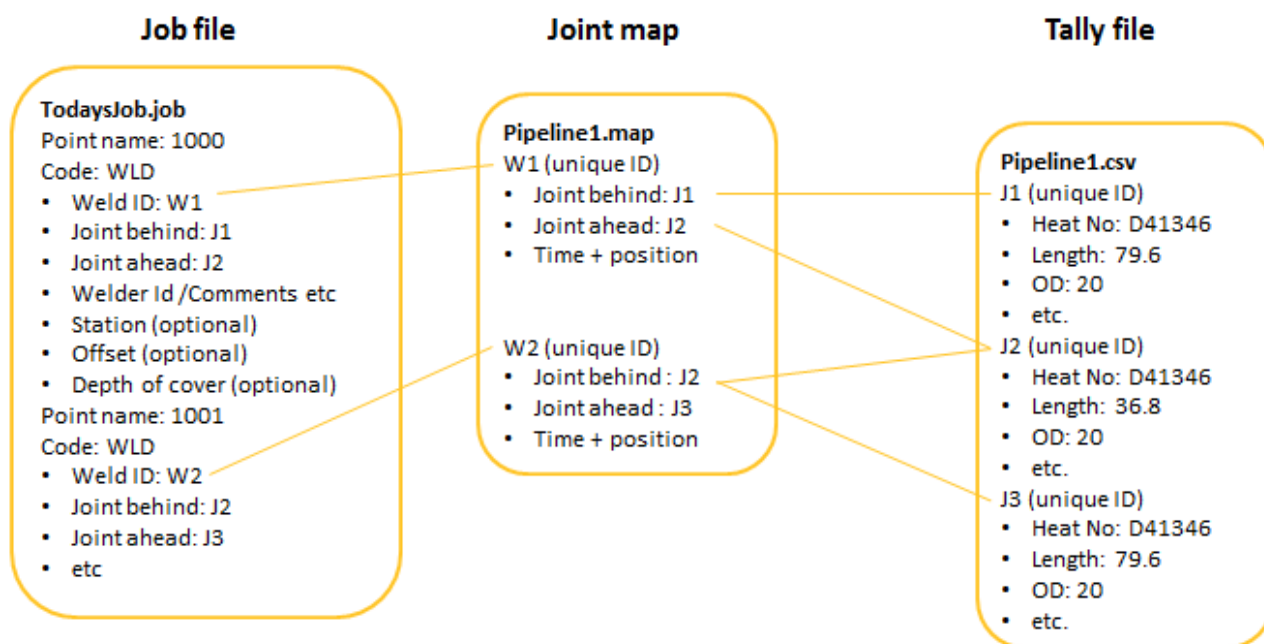 Job file
TodaysJob.job
Point name: 1000
Code: WLD
• Weld ID: W1
• Joint behind: J1
• Joint ahead: J2
• Welder Id /Comments etc
• Station (optional)
• Offset (optional)
• Depth of cover (optional)
Point name: 1001
Code: WLD
• Weld ID: W2
• Joint behind: J2
• Joint ahead: J3
• etc
Joint map
Pipeline1.map
W1 (unique ID)
• Joint behind: J1
• Joint ahead: J2
• Time + position
W2 (unique ID)
• Joint behind : J2
• Joint ahead : J3
• Time + position
Tally file
Pipeline1.csv
J1 (unique ID)
• Heat No: D41346
• Length: 79.6
• OD: 20
• etc.
J2 (unique ID)
• Heat No: D41346
• Length: 36.8
• OD: 20
• etc.
J3 (unique ID)
• Heat No: D41346
• Length: 79.6
• OD: 20
• etc.